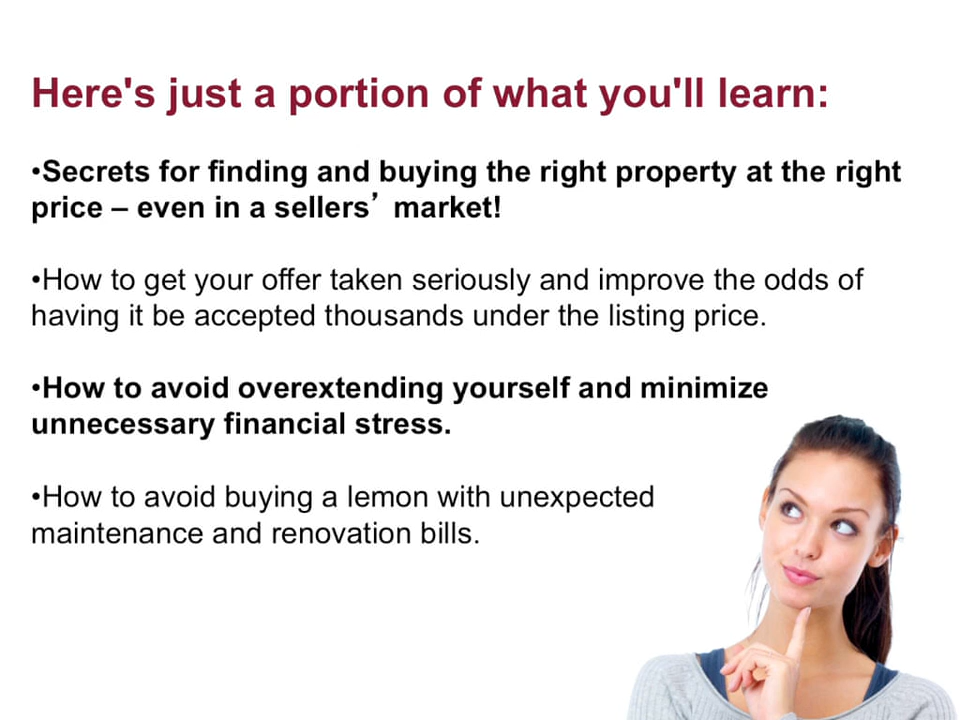 Here's just a portion of what you'll learn:
•Secrets for finding and buying the right property at the right
price – even in a sellers’ market!
•How to get your offer taken seriously and improve the odds of
having it be accepted thousands under the listing price.
•How to avoid overextending yourself and minimize
unnecessary financial stress.
•How to avoid buying a lemon with unexpected
maintenance and renovation bills.